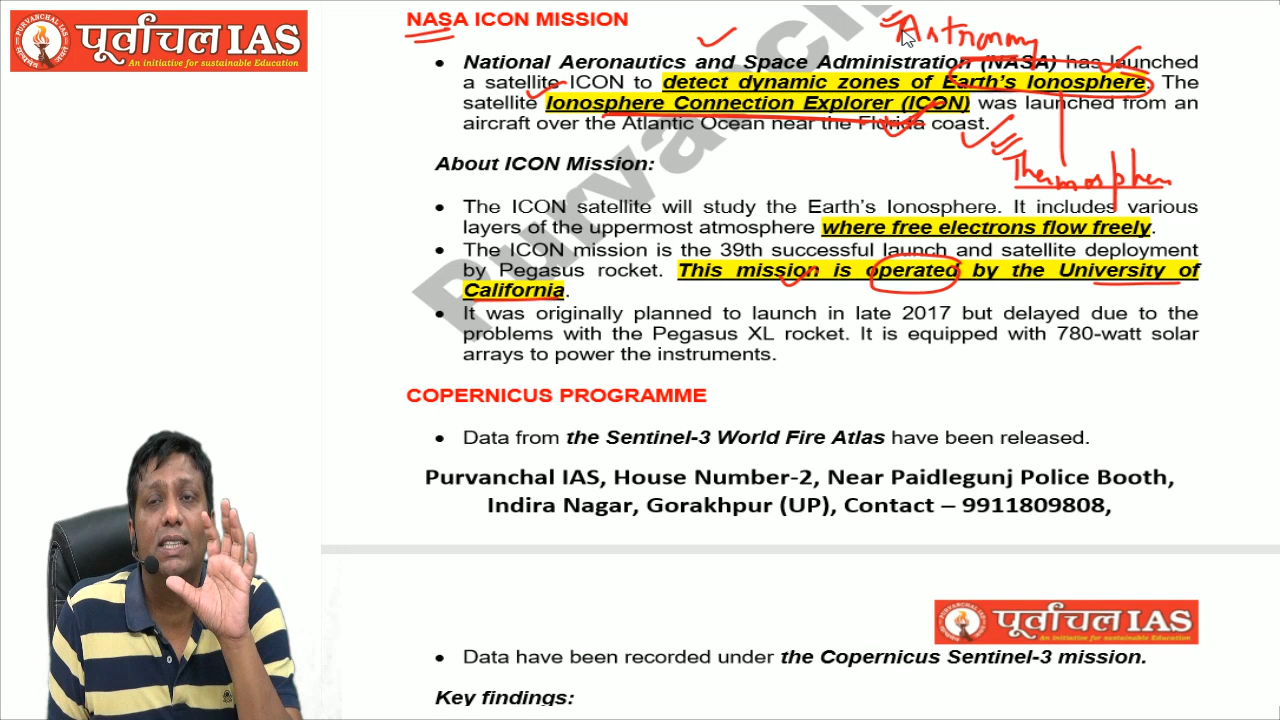 PURVANCHAL IAS
पूर्वांचल IAS
An initiative for sustainable Education
NASA ICON MISSION
Astronomy
• National Aeronautics and Space Administration (NASA) has launched
a satellite ICON to detect dynamic zones of Earth's Ionosphere. The
satellite Ionosphere Connection Explorer (ICON) was launched from an
aircraft over the Atlantic Ocean near the Florida coast.
Thermosphere
About ICON Mission:
• The ICON satellite will study the Earth's Ionosphere. It includes various
layers of the uppermost atmosphere where free electrons flow freely.
• The ICON mission is the 39th successful launch and satellite deployment
by Pegasus rocket. This mission is operated by the University of
California.
• It was originally planned to launch in late 2017 but delayed due to the
problems with the Pegasus XL rocket. It is equipped with 780-watt solar
arrays to power the instruments.
COPERNICUS PROGRAMME
• Data from the Sentinel-3 World Fire Atlas have been released.
Purvanchal IAS, House Number-2, Near Paidlegunj Police Booth,
Indira Nagar, Gorakhpur (UP), Contact – 9911809808,
पूर्वांचल IAS
An initiative for sustainable Education
• Data have been recorded under the Copernicus Sentinel-3 mission.
Key findings: